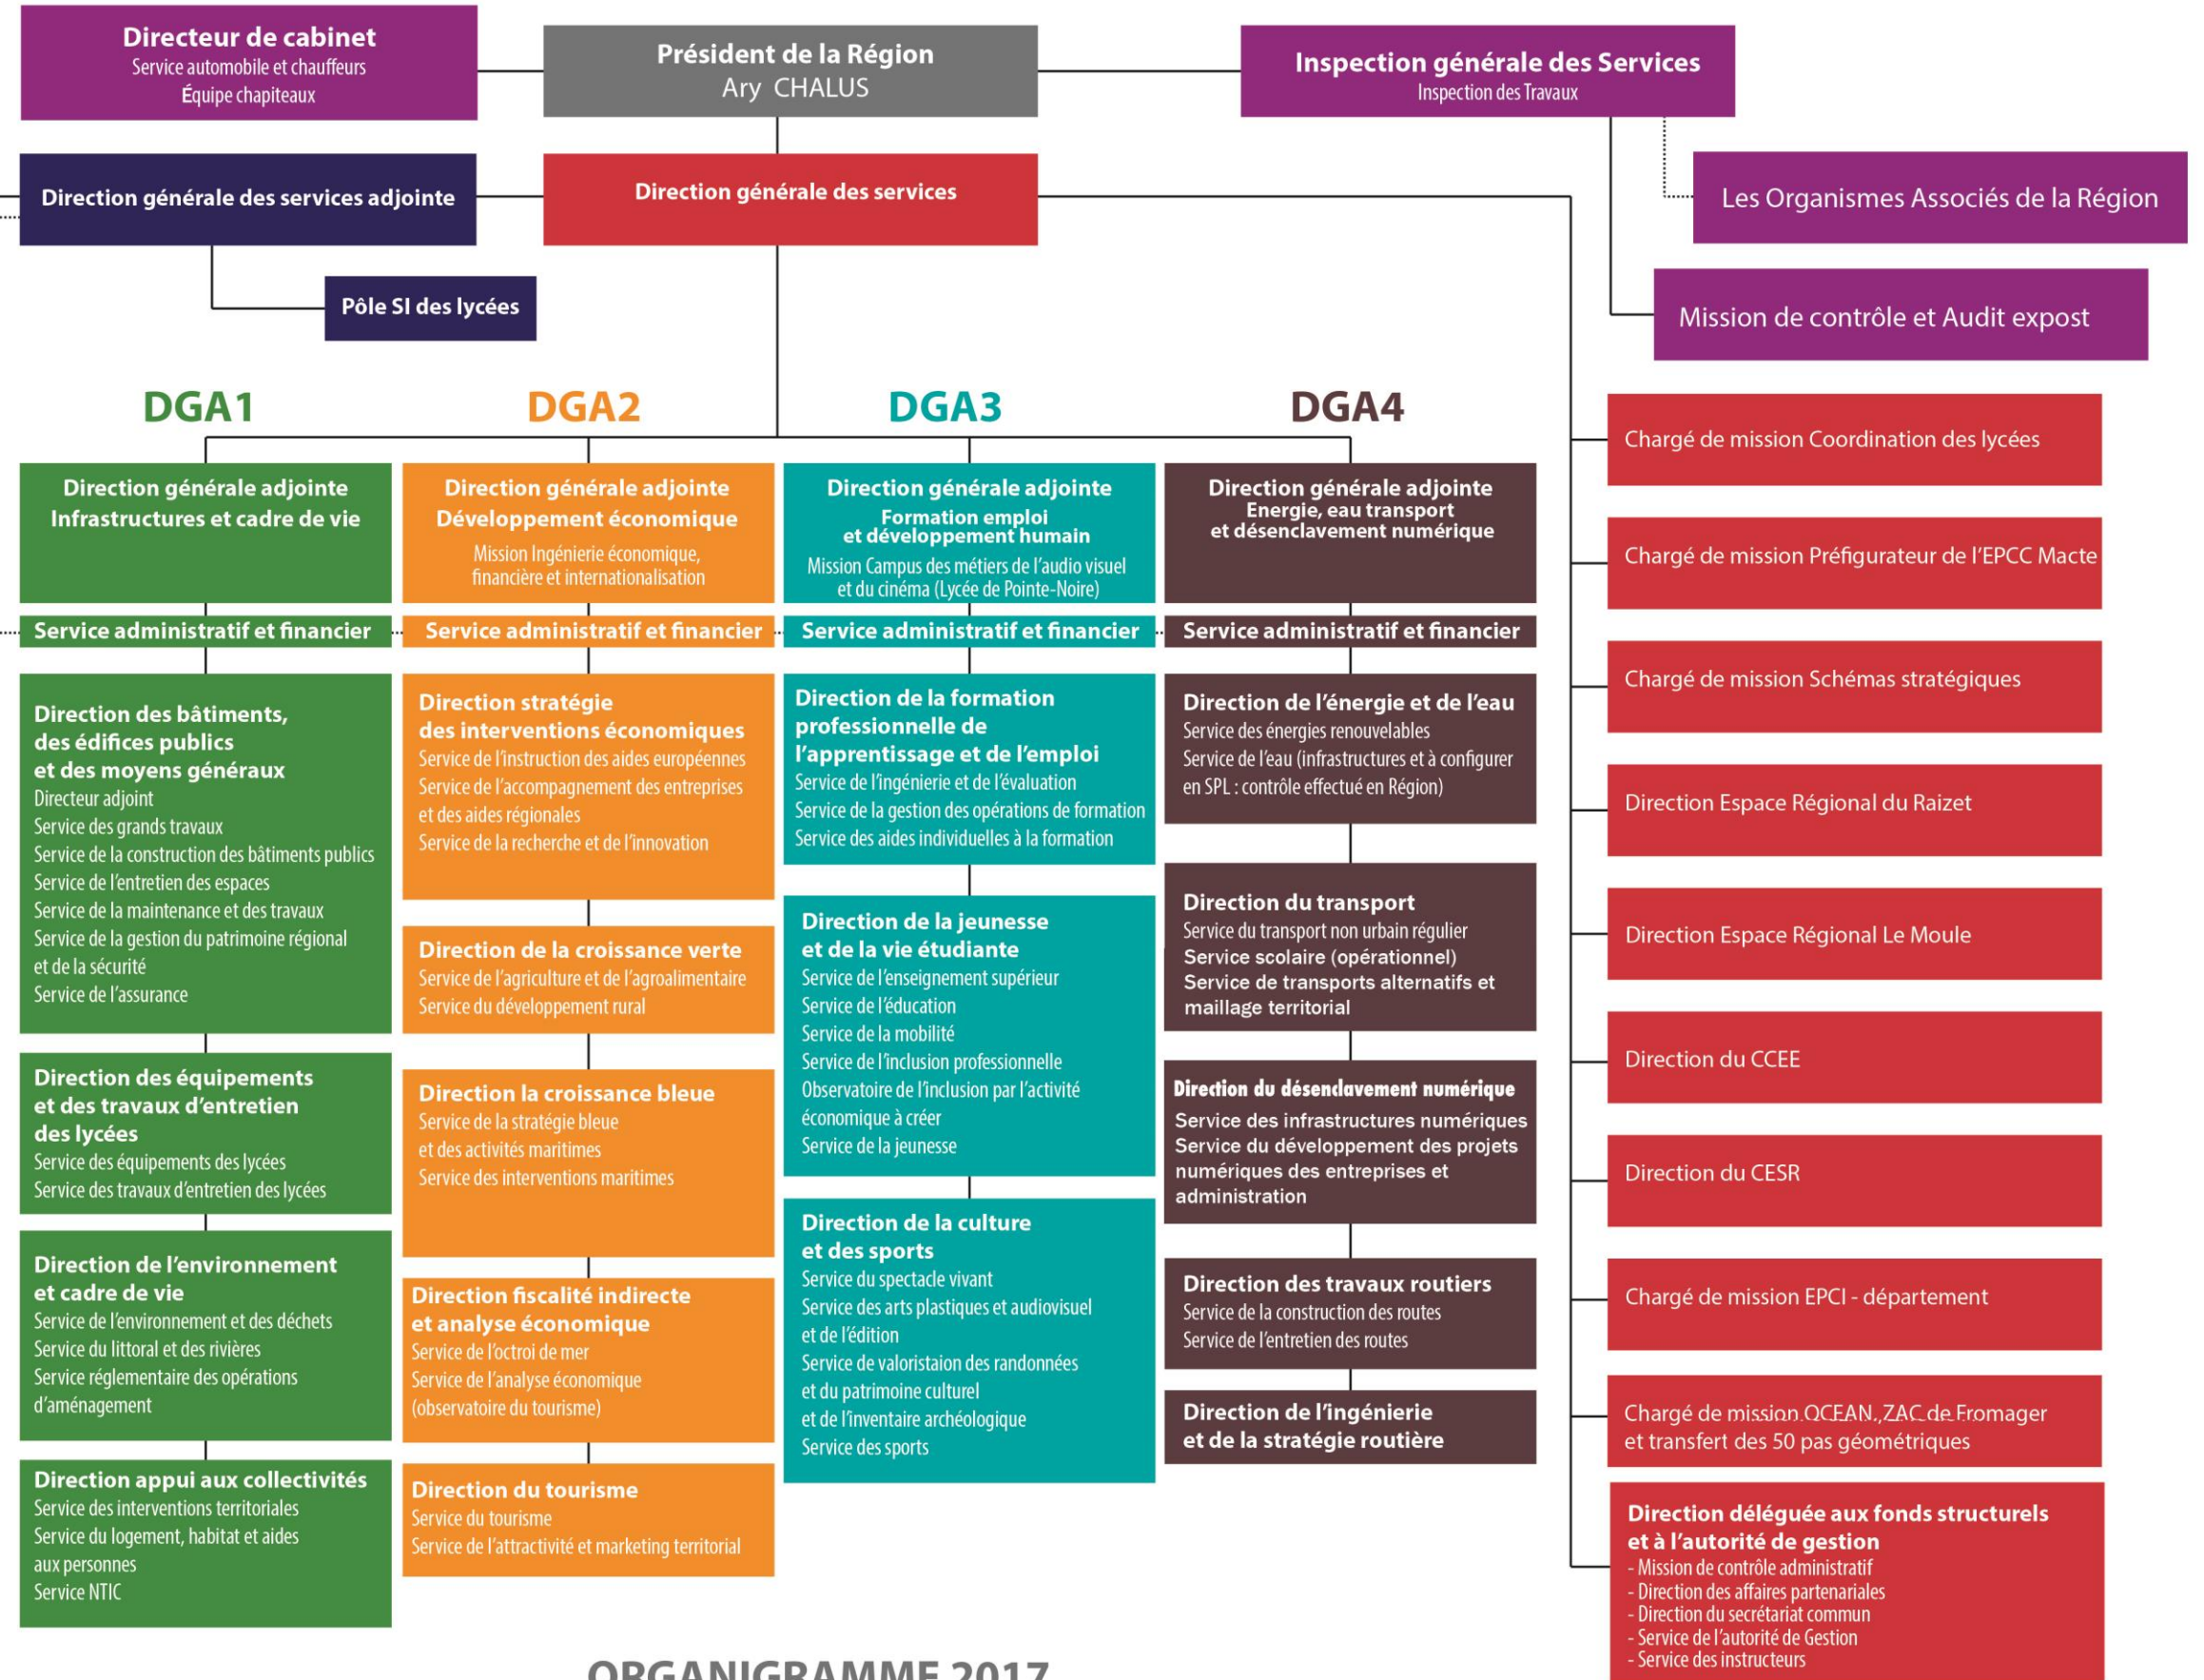 Directeur de cabinet
Service automobile et chauffeurs
Équipe chapiteaux
Président de la Région
Ary CHALUS
Inspection générale des Services
Inspection des Travaux
Direction générale des services adjointe
Direction générale des services
Les Organismes Associés de la Région
Pôle SI des lycées
Mission de contrôle et Audit expost
DGA1
DGA2
DGA3
DGA4
Direction générale adjointe
Infrastructures et cadre de vie
Service administratif et financier
Direction des bâtiments,
des édifices publics
et des moyens généraux
Directeur adjoint
Service des grands travaux
Service de la construction des bâtiments publics
Service de l'entretien des espaces
Service de la maintenance et des travaux
Service de la gestion du patrimoine régional
et de la sécurité
Service de l'assurance
Direction des équipements
et des travaux d'entretien
des lycées
Service des équipements des lycées
Service des travaux d'entretien des lycées
Direction de l'environnement
et cadre de vie
Service de l'environnement et des déchets
Service du littoral et des rivières
Service réglementaire des opérations
d'aménagement
Direction appui aux collectivités
Service des interventions territoriales
Service du logement, habitat et aides
aux personnes
Service NTIC
Direction générale adjointe
Développement économique
Mission Ingénierie économique,
financière et internationalisation
Service administratif et financier
Direction stratégie
des interventions économiques
Service de l'instruction des aides européennes
Service de l'accompagnement des entreprises
et des aides régionales
Service de la recherche et de l'innovation
Direction de la croissance verte
Service de l'agriculture et de l'agroalimentaire
Service du développement rural
Direction la croissance bleue
Service de la stratégie bleue
et des activités maritimes
Service des interventions maritimes
Direction fiscalité indirecte
et analyse économique
Service de l'octroi de mer
Service de l'analyse économique
(observatoire du tourisme)
Direction du tourisme
Service du tourisme
Service de l'attractivité et marketing territorial
Direction générale adjointe
Formation emploi
et développement humain
Mission Campus des métiers de l'audio visuel
et du cinéma (Lycée de Pointe-Noire)
Service administratif et financier
Direction de la formation
professionnelle de
l'apprentissage et de l'emploi
Service de l'ingénierie et de l'évaluation
Service de la gestion des opérations de formation
Service des aides individuelles à la formation
Direction de la jeunesse
et de la vie étudiante
Service de l'enseignement supérieur
Service de l'éducation
Service de la mobilité
Service de l'inclusion professionnelle
Observatoire de l'inclusion par l'activité
économique à créer
Service de la jeunesse
Direction de la culture
et des sports
Service du spectacle vivant
Service des arts plastiques et audiovisuel
et de l'édition
Service de valoristaion des randonnées
et du patrimoine culturel
et de l'inventaire archéologique
Service des sports
Direction générale adjointe
Energie, eau transport
et désenclavement numérique
Service administratif et financier
Direction de l'énergie et de l'eau
Service des énergies renouvelables
Service de l'eau (infrastructures et à configurer
en SPL : contrôle effectué en Région)
Direction du transport
Service du transport non urbain régulier
Service scolaire (opérationnel)
Service de transports alternatifs et
maillage territorial
Direction du désenclavement numérique
Service des infrastructures numériques
Service du développement des projets
numériques des entreprises et
administration
Direction des travaux routiers
Service de la construction des routes
Service de l'entretien des routes
Direction de l'ingénierie
et de la stratégie routière
Chargé de mission Coordination des lycées
Chargé de mission Préfigurateur de l'EPCC Macte
Chargé de mission Schémas stratégiques
Direction Espace Régional du Raizet
Direction Espace Régional Le Moule
Direction du CCEE
Direction du CESR
Chargé de mission EPCI - département
Chargé de mission OCEAN, ZAC de Fromager
et transfert des 50 pas géométriques
Direction déléguée aux fonds structurels
et à l'autorité de gestion
- Mission de contrôle administratif
- Direction des affaires partenariales
- Direction du secrétariat commun
- Service de l'autorité de Gestion
- Service des instructeurs
ORGANIGRAMME 2017